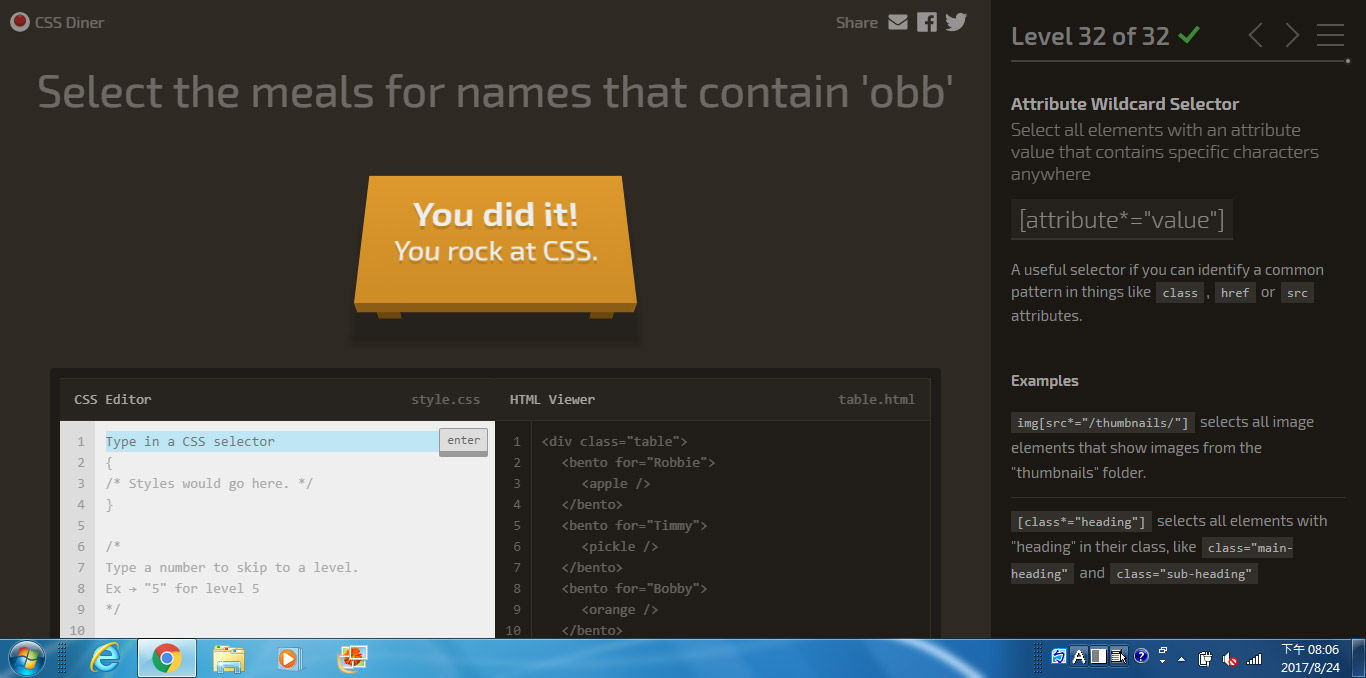 CSS Diner
Share
Select the meals for names that contain 'obb'
You did it!
You rock at CSS.
CSS Editor style.css
1 Type in a CSS selector
enter
2 {
3 /* Styles would go here. */
4 }
5
6 /*
7 Type a number to skip to a level.
8 Ex → "5" for level 5
9 */
10
HTML Viewer table.html
1 <div class="table">
2 <bento for="Robbie">
3 <apple />
4 </bento>
5 <bento for="Timmy">
6 <pickle />
7 </bento>
8 <bento for="Bobby">
9 <orange />
10 </bento>
Level 32 of 32
Attribute Wildcard Selector
Select all elements with an attribute
value that contains specific characters
anywhere
[attribute*="value"]
A useful selector if you can identify a common
pattern in things like class , href or src
attributes.
Examples
img[src*="/thumbnails/"] selects all image
elements that show images from the
"thumbnails" folder.
[class*="heading"] selects all elements with
"heading" in their class, like class="main-
heading" and class="sub-heading"
A
下午 08:06
2017/8/24